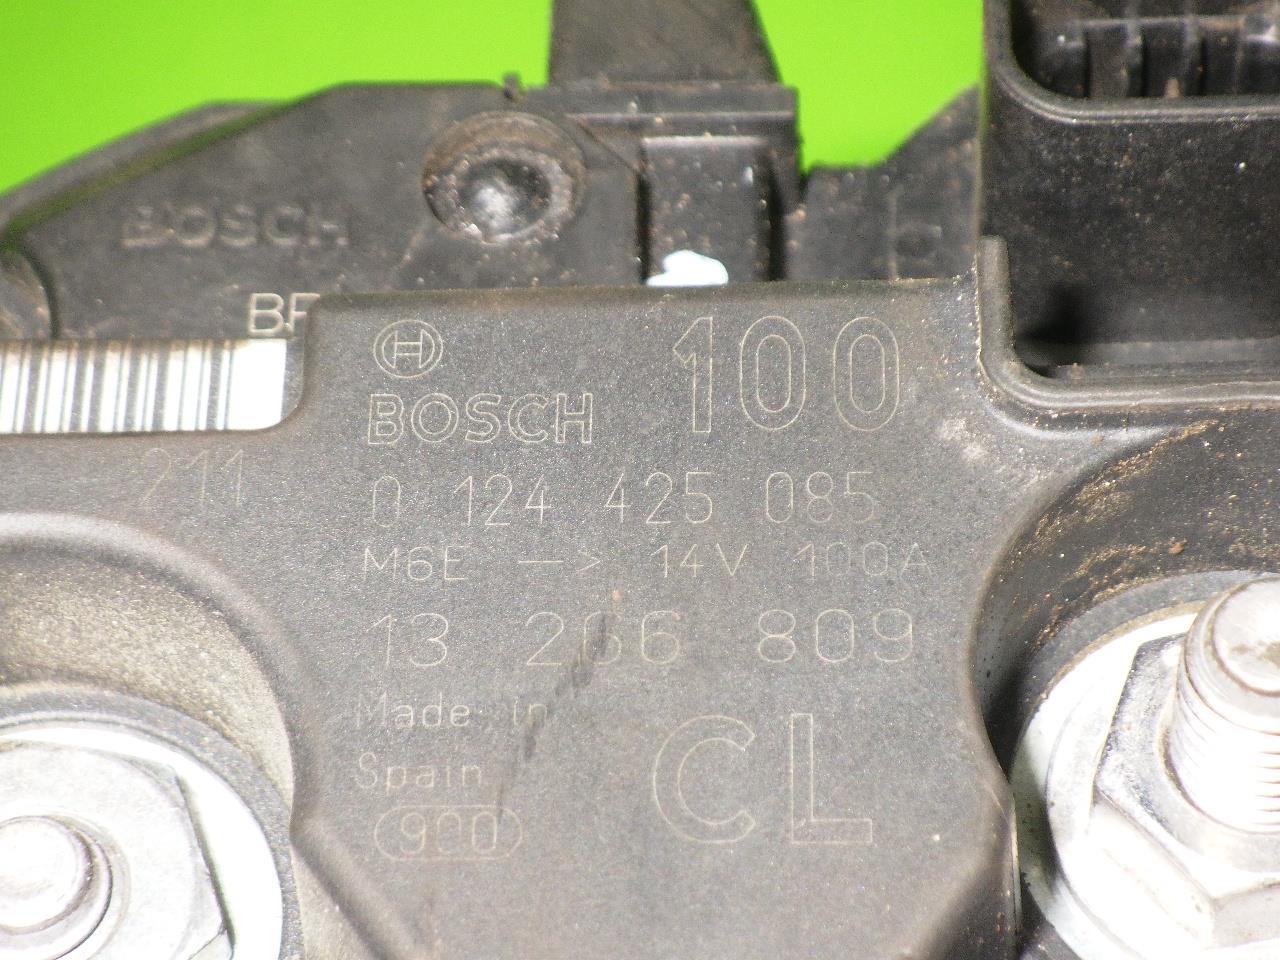 BOSCH
BOSCH 100
211
0 124 425 085
M6E —> 14V 100A
13 266 809
Made in
Spain
CL
900